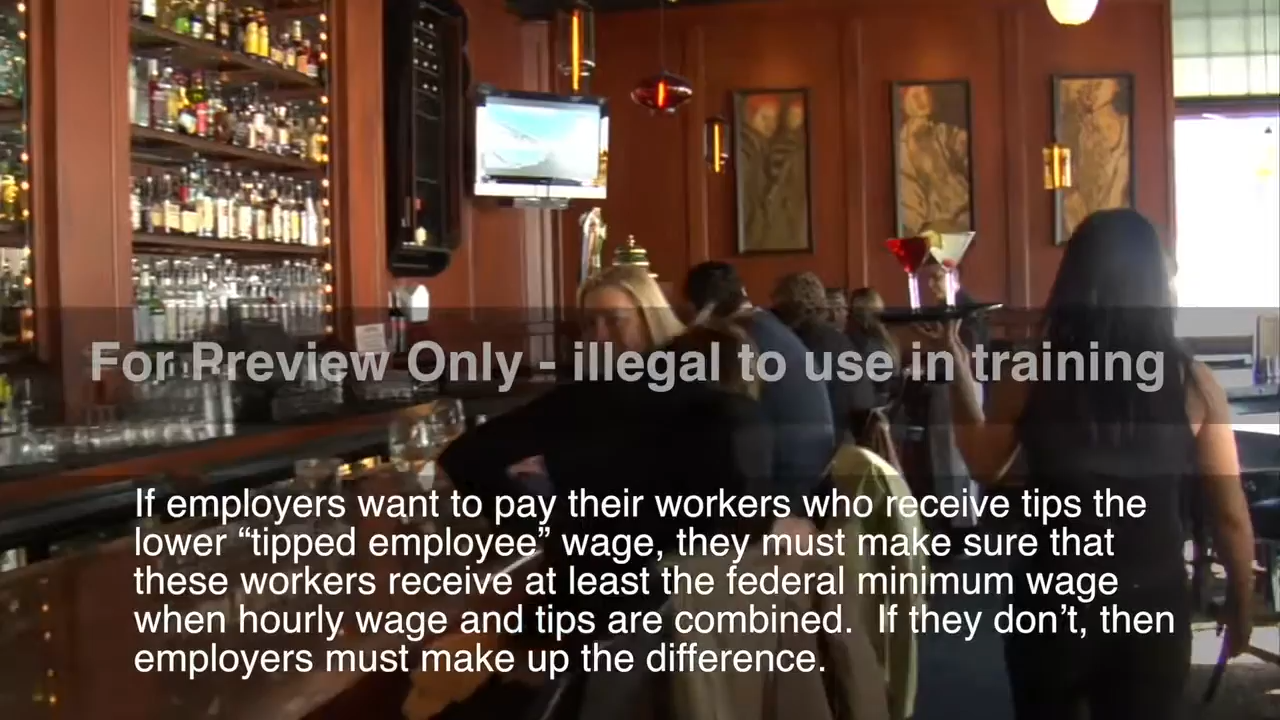 For Preview Only - illegal to use in training
If employers want to pay their workers who receive tips the
lower “tipped employee” wage, they must make sure that
these workers receive at least the federal minimum wage
when hourly wage and tips are combined.  If they don’t, then
employers must make up the difference.